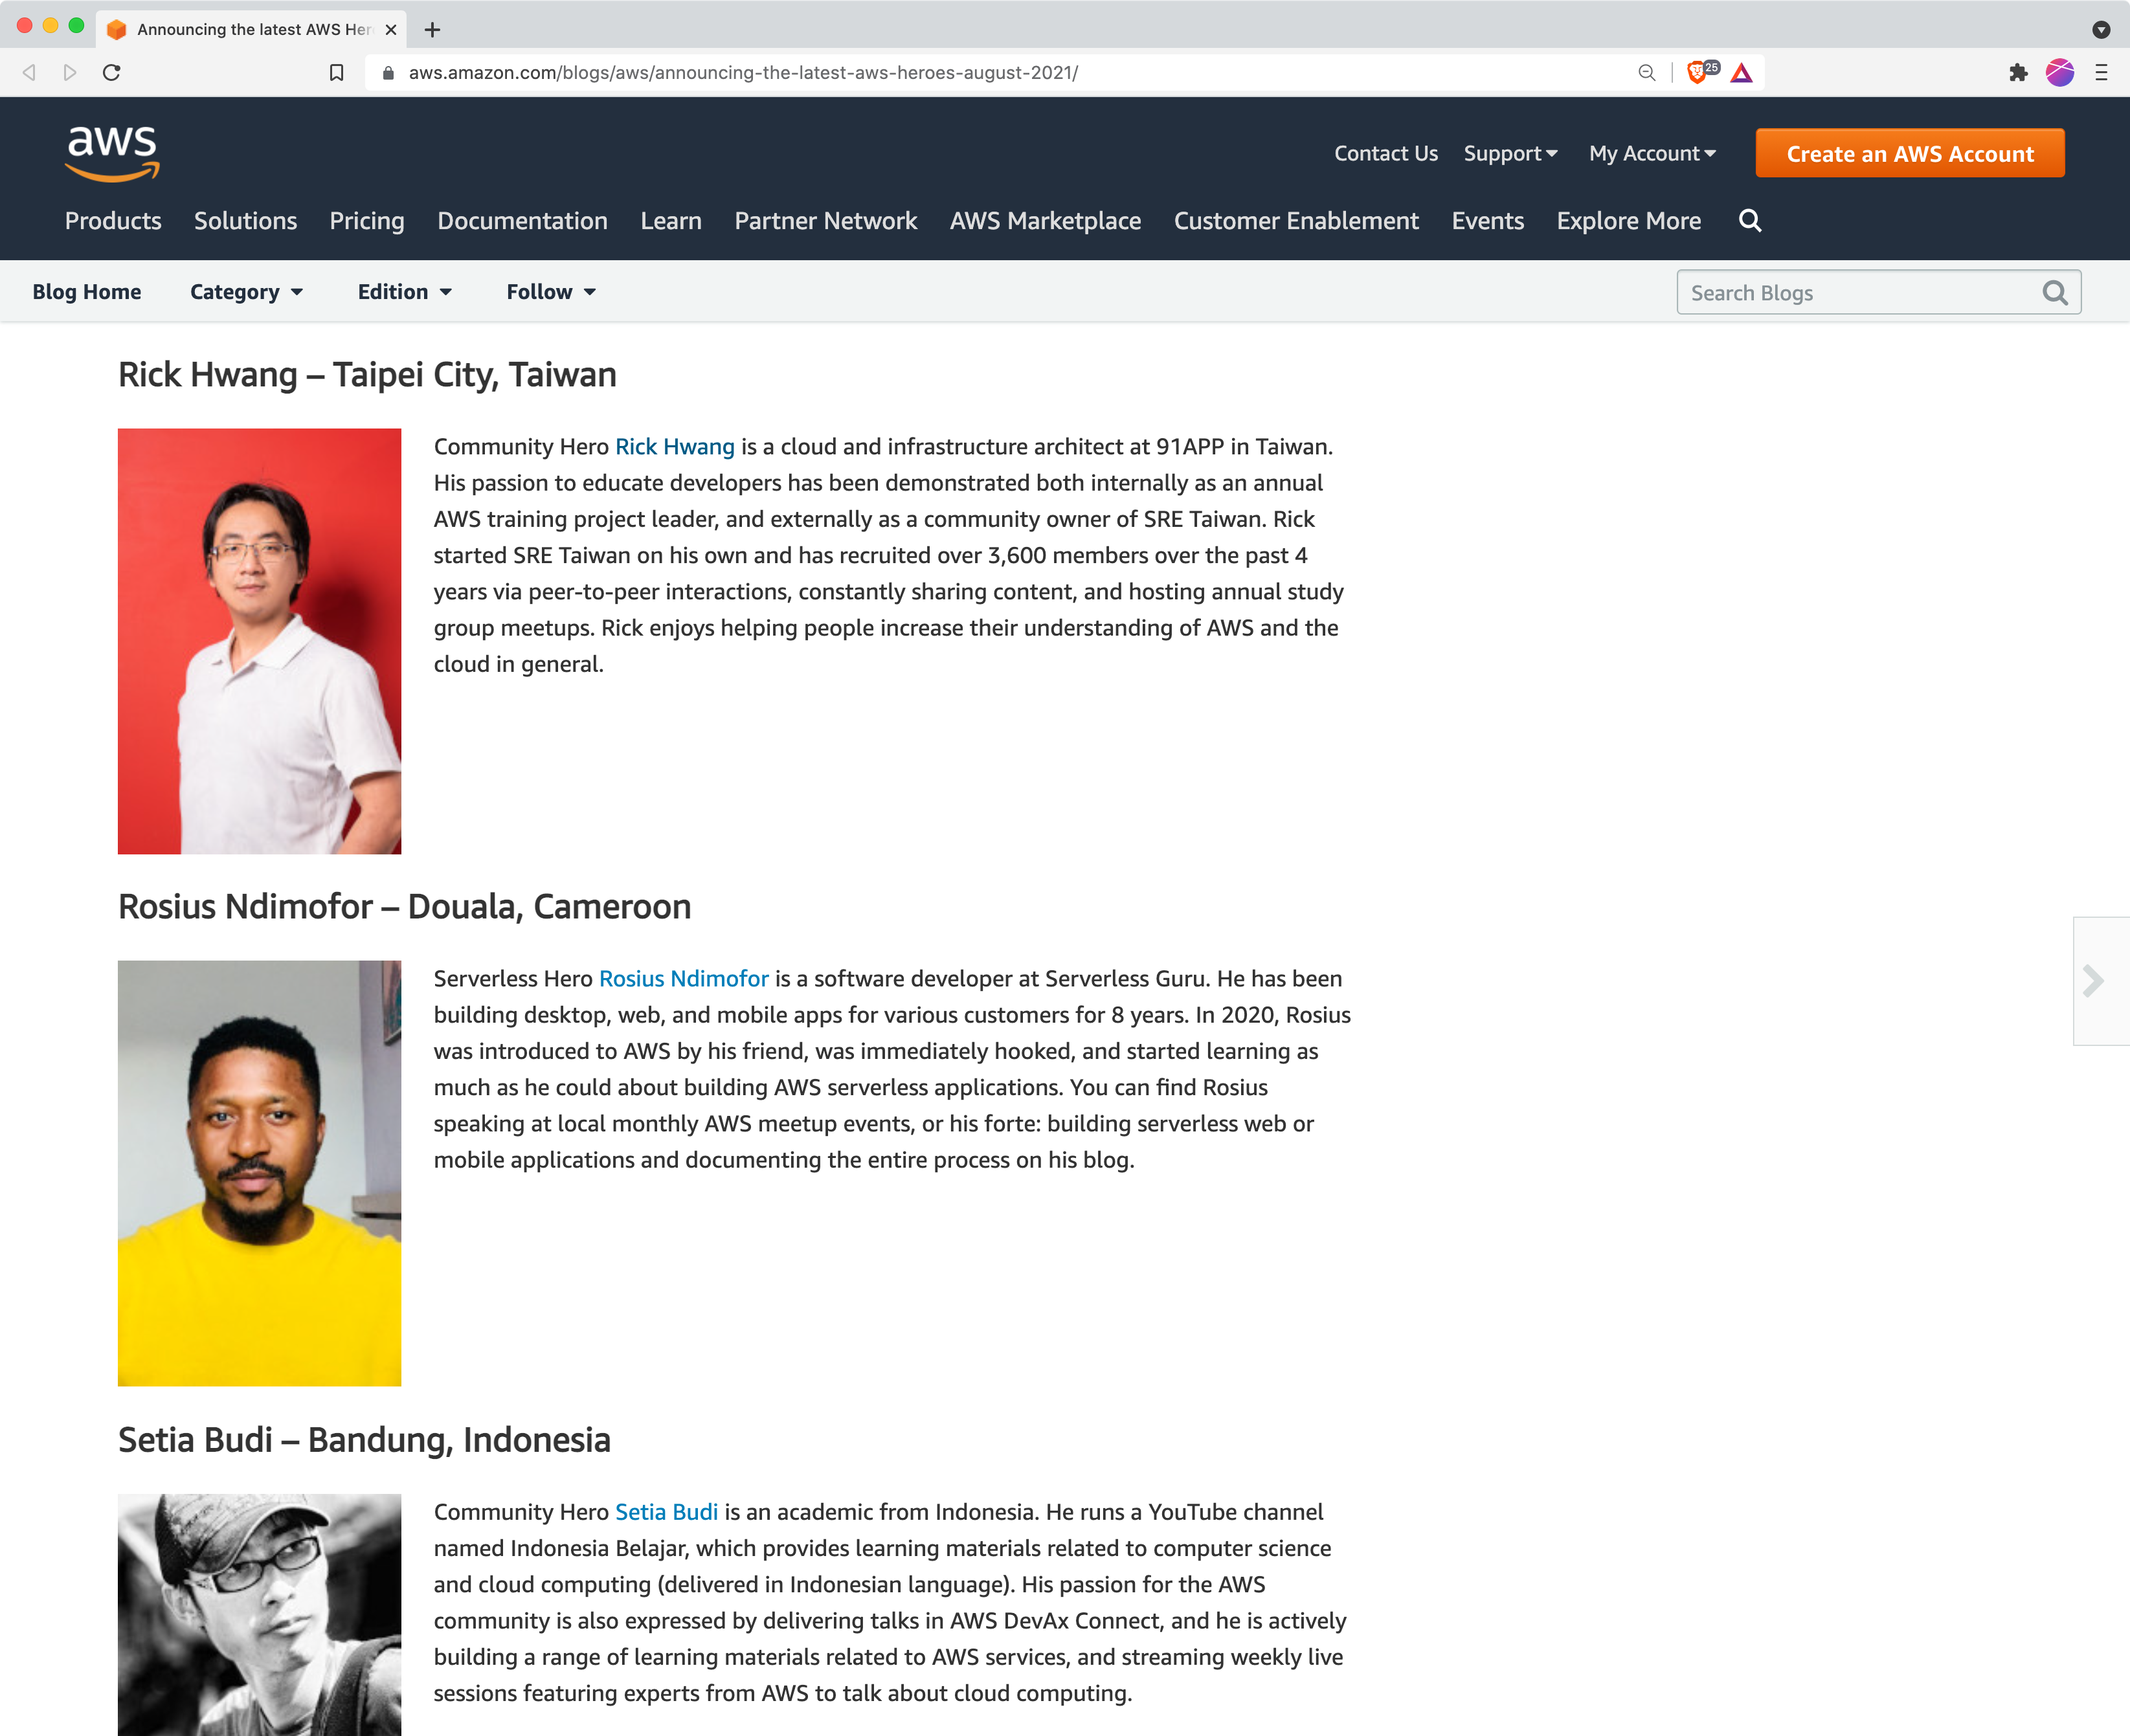 Announcing the latest AWS Her
aws.amazon.com/blogs/aws/announcing-the-latest-aws-heroes-august-2021/
25
aws
Contact Us
Support
My Account
Create an AWS Account
Products
Solutions
Pricing
Documentation
Learn
Partner Network
AWS Marketplace
Customer Enablement
Events
Explore More
Blog Home
Category
Edition
Follow
Search Blogs
Rick Hwang – Taipei City, Taiwan
Community Hero Rick Hwang is a cloud and infrastructure architect at 91APP in Taiwan.
His passion to educate developers has been demonstrated both internally as an annual
AWS training project leader, and externally as a community owner of SRE Taiwan. Rick
started SRE Taiwan on his own and has recruited over 3,600 members over the past 4
years via peer-to-peer interactions, constantly sharing content, and hosting annual study
group meetups. Rick enjoys helping people increase their understanding of AWS and the
cloud in general.
Rosius Ndimofor – Douala, Cameroon
Serverless Hero Rosius Ndimofor is a software developer at Serverless Guru. He has been
building desktop, web, and mobile apps for various customers for 8 years. In 2020, Rosius
was introduced to AWS by his friend, was immediately hooked, and started learning as
much as he could about building AWS serverless applications. You can find Rosius
speaking at local monthly AWS meetup events, or his forte: building serverless web or
mobile applications and documenting the entire process on his blog.
Setia Budi – Bandung, Indonesia
Community Hero Setia Budi is an academic from Indonesia. He runs a YouTube channel
named Indonesia Belajar, which provides learning materials related to computer science
and cloud computing (delivered in Indonesian language). His passion for the AWS
community is also expressed by delivering talks in AWS DevAx Connect, and he is actively
building a range of learning materials related to AWS services, and streaming weekly live
sessions featuring experts from AWS to talk about cloud computing.